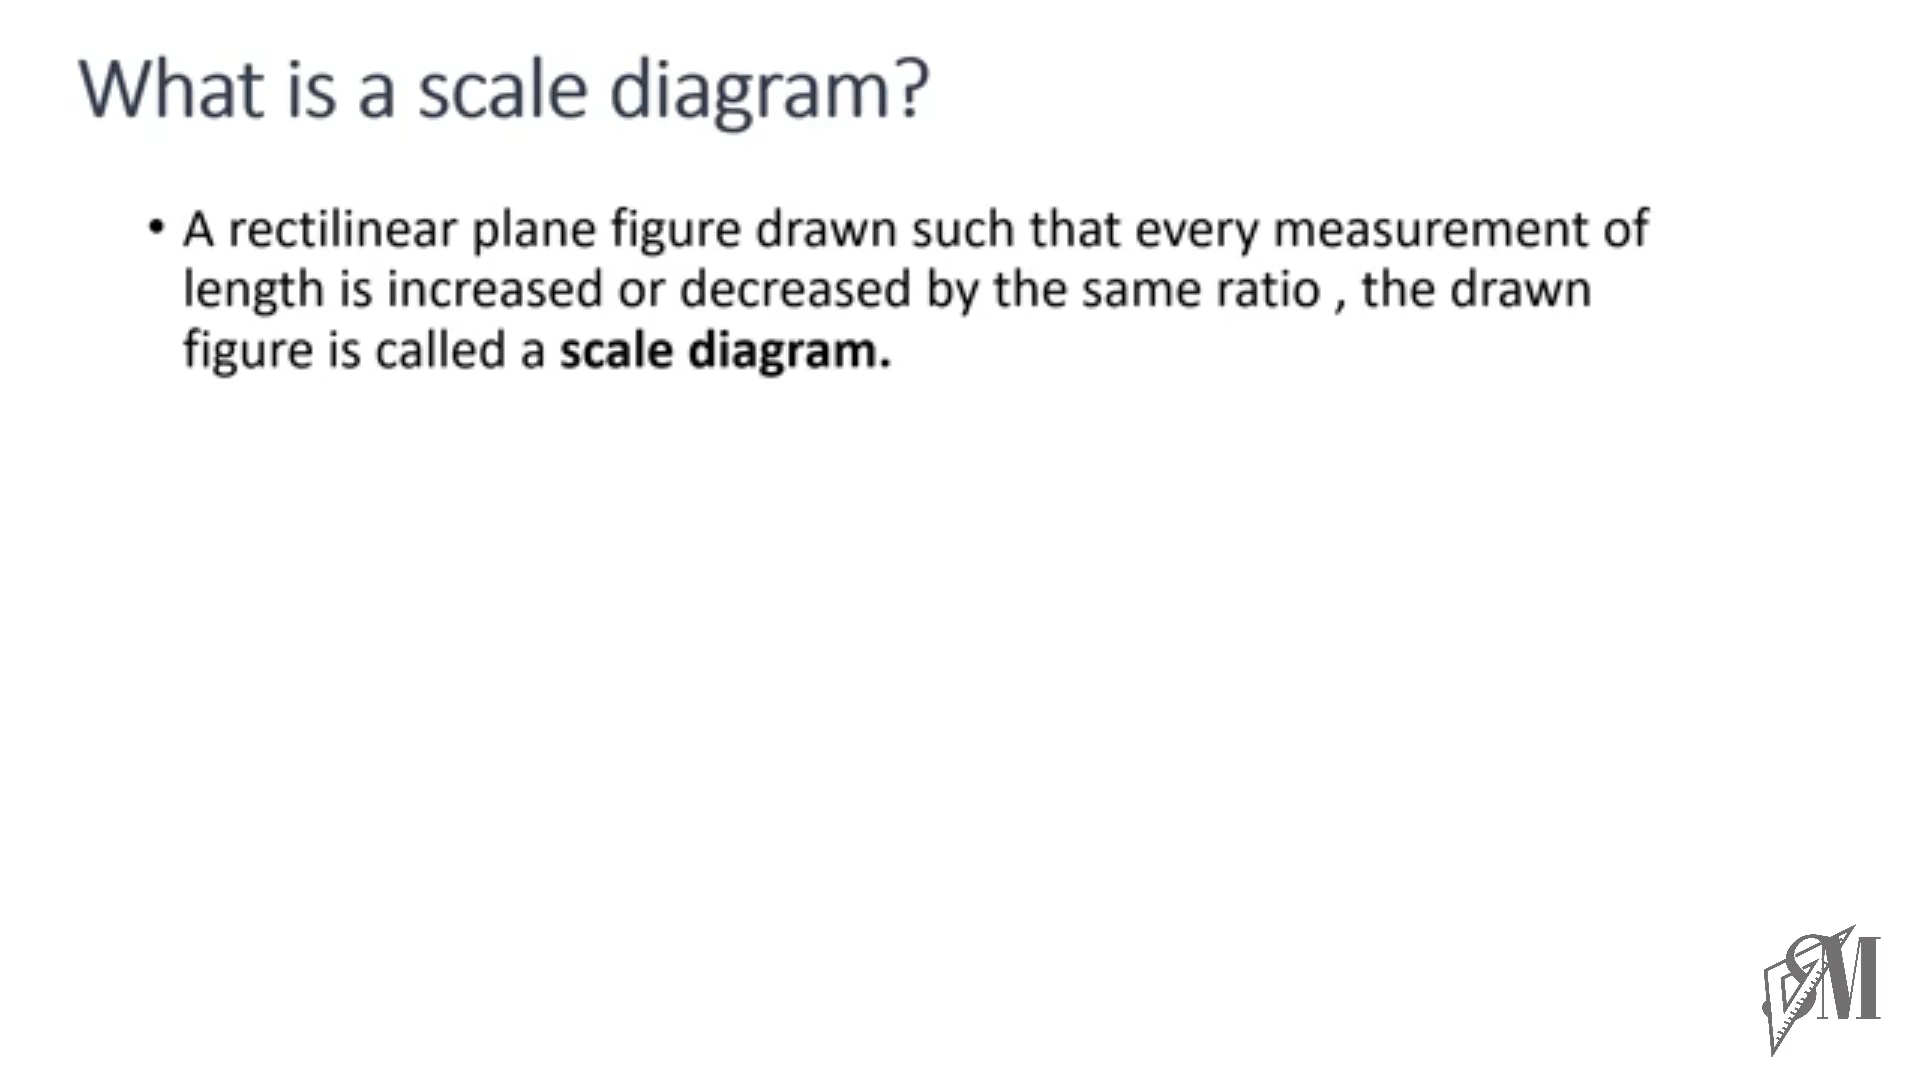 What is a scale diagram?
• A rectilinear plane figure drawn such that every measurement of
length is increased or decreased by the same ratio , the drawn
figure is called a scale diagram.
SM